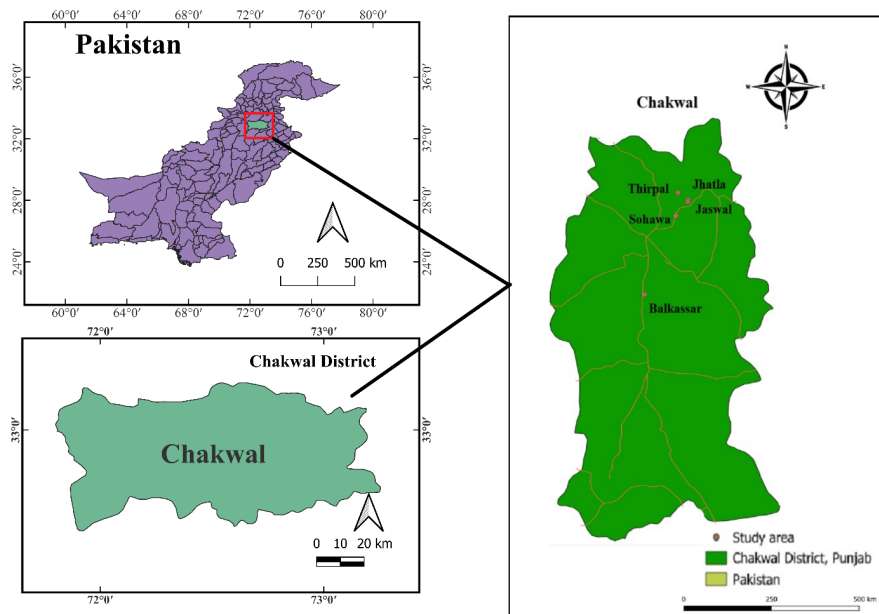 60°0' 64°0' 68°0' 72°0' 76°0' 80°0'
Pakistan
36°0'
32°0'
28°0'
24°0'
36°0'
32°0'
28°0'
24°0'
0 250 500 km
60°0' 64°0' 68°0' 72°0' 76°0' 80°0'
72°0' 73°0'
Chakwal District
33°0'
33°0'
Chakwal
0 10 20 km
72°0' 73°0'
N
W
E
S
Chakwal
Thirpal
Jhatla
Jaswal
Sohawa
Balkassar
Study area
Chakwal District, Punjab
Pakistan
0 250 500 km